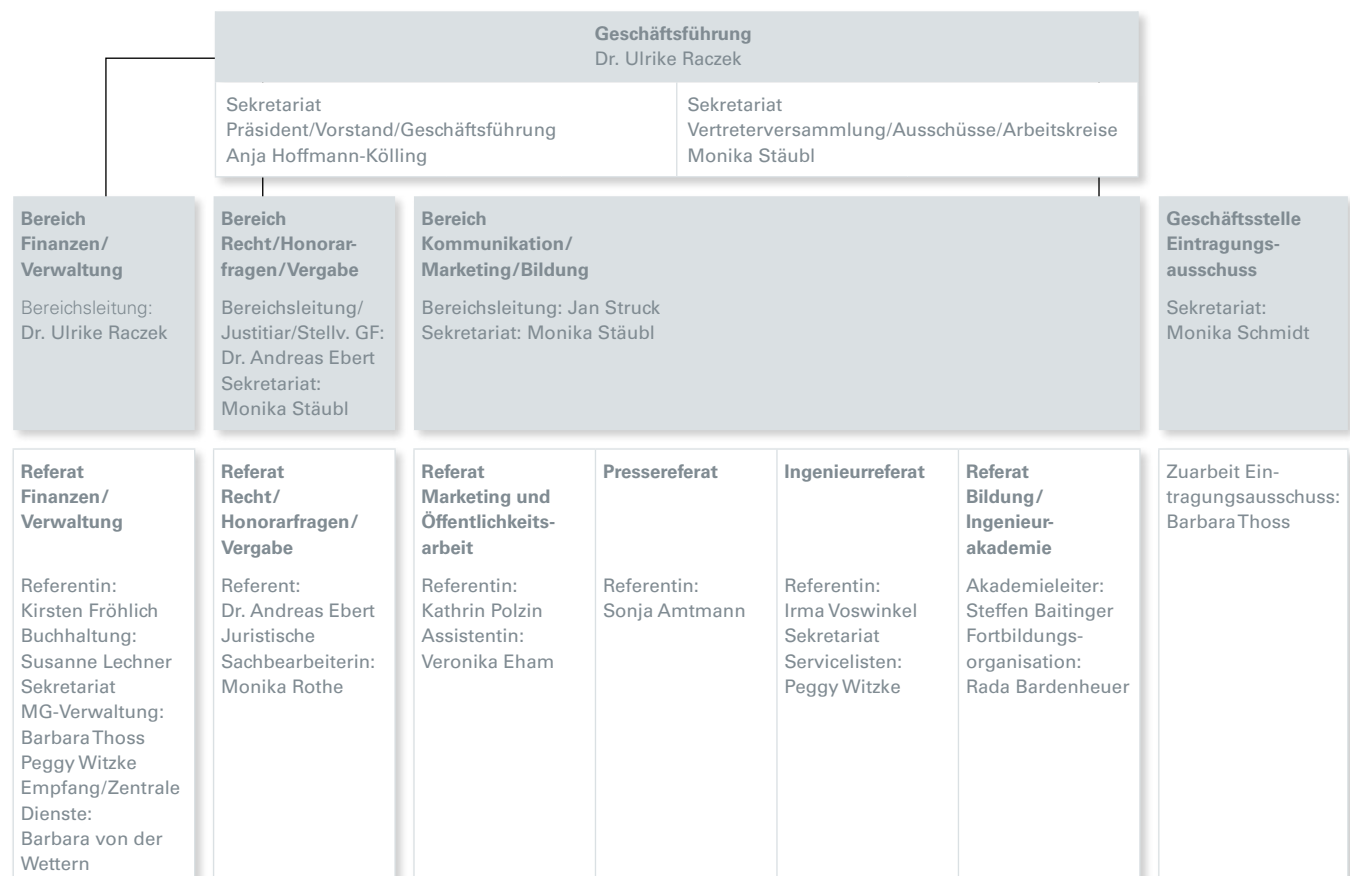 Geschäftsführung
Dr. Ulrike Raczek
Sekretariat
Präsident/Vorstand/Geschäftsführung
Anja Hoffmann-Kölling
Sekretariat
Vertreterversammlung/Ausschüsse/Arbeitskreise
Monika Stäubl
Bereich
Finanzen/
Verwaltung
Bereichsleitung:
Dr. Ulrike Raczek
Bereich
Recht/Honorar-
fragen/Vergabe
Bereichsleitung/
Justitiar/Stellv. GF:
Dr. Andreas Ebert
Sekretariat:
Monika Stäubl
Bereich
Kommunikation/
Marketing/Bildung
Bereichsleitung: Jan Struck
Sekretariat: Monika Stäubl
Geschäftsstelle
Eintragungs-
ausschuss
Sekretariat:
Monika Schmidt
Referat
Finanzen/
Verwaltung
Referentin:
Kirsten Fröhlich
Buchhaltung:
Susanne Lechner
Sekretariat
MG-Verwaltung:
Barbara Thoss
Peggy Witzke
Empfang/Zentrale
Dienste:
Barbara von der
Wettern
Referat
Recht/
Honorarfragen/
Vergabe
Referent:
Dr. Andreas Ebert
Juristische
Sachbearbeiterin:
Monika Rothe
Referat
Marketing und
Öffentlichkeits-
arbeit
Referentin:
Kathrin Polzin
Assistentin:
Veronika Eham
Pressereferat
Referentin:
Sonja Amtmann
Ingenieurreferat
Referentin:
Irma Voswinkel
Sekretariat
Servicelisten:
Peggy Witzke
Referat
Bildung/
Ingenieur-
akademie
Akademieleiter:
Steffen Baitinger
Fortbildungs-
organisation:
Rada Bardenheuer
Zuarbeit Ein-
tragungsausschuss:
Barbara Thoss